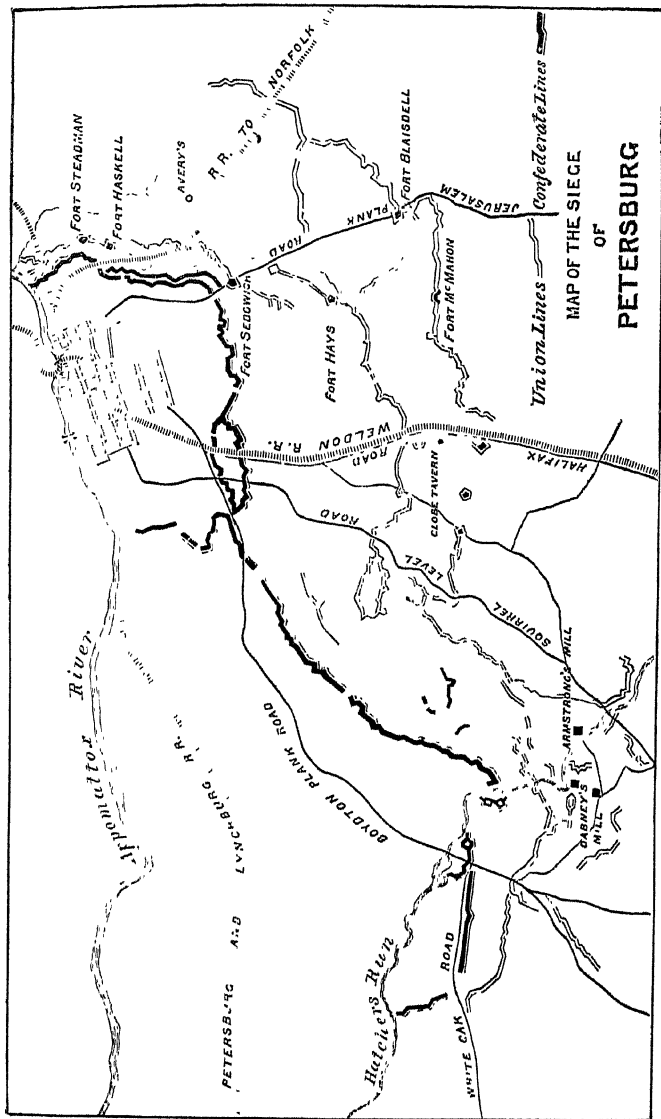 MAP OF THE SIEGE
OF
PETERSBURG
Union Lines
Confederate Lines
Appomattox River
PETERSBURG AND LYNCHBURG R.R.
BOYDTON PLANK ROAD
Hatchers Run
WHITE OAK ROAD
FORT STEADMAN
FORT HASKELL
AVERY'S
R.R. TO NORFOLK
FORT SEDGWICK
JERUSALEM PLANK ROAD
FORT BLAISDELL
FORT HAYS
FORT McMAHON
WELDON R.R.
HALIFAX ROAD
GLOBE TAVERN
SQUIRREL LEVEL ROAD
ARMSTRONG'S MILL
DABNEY'S
MILL